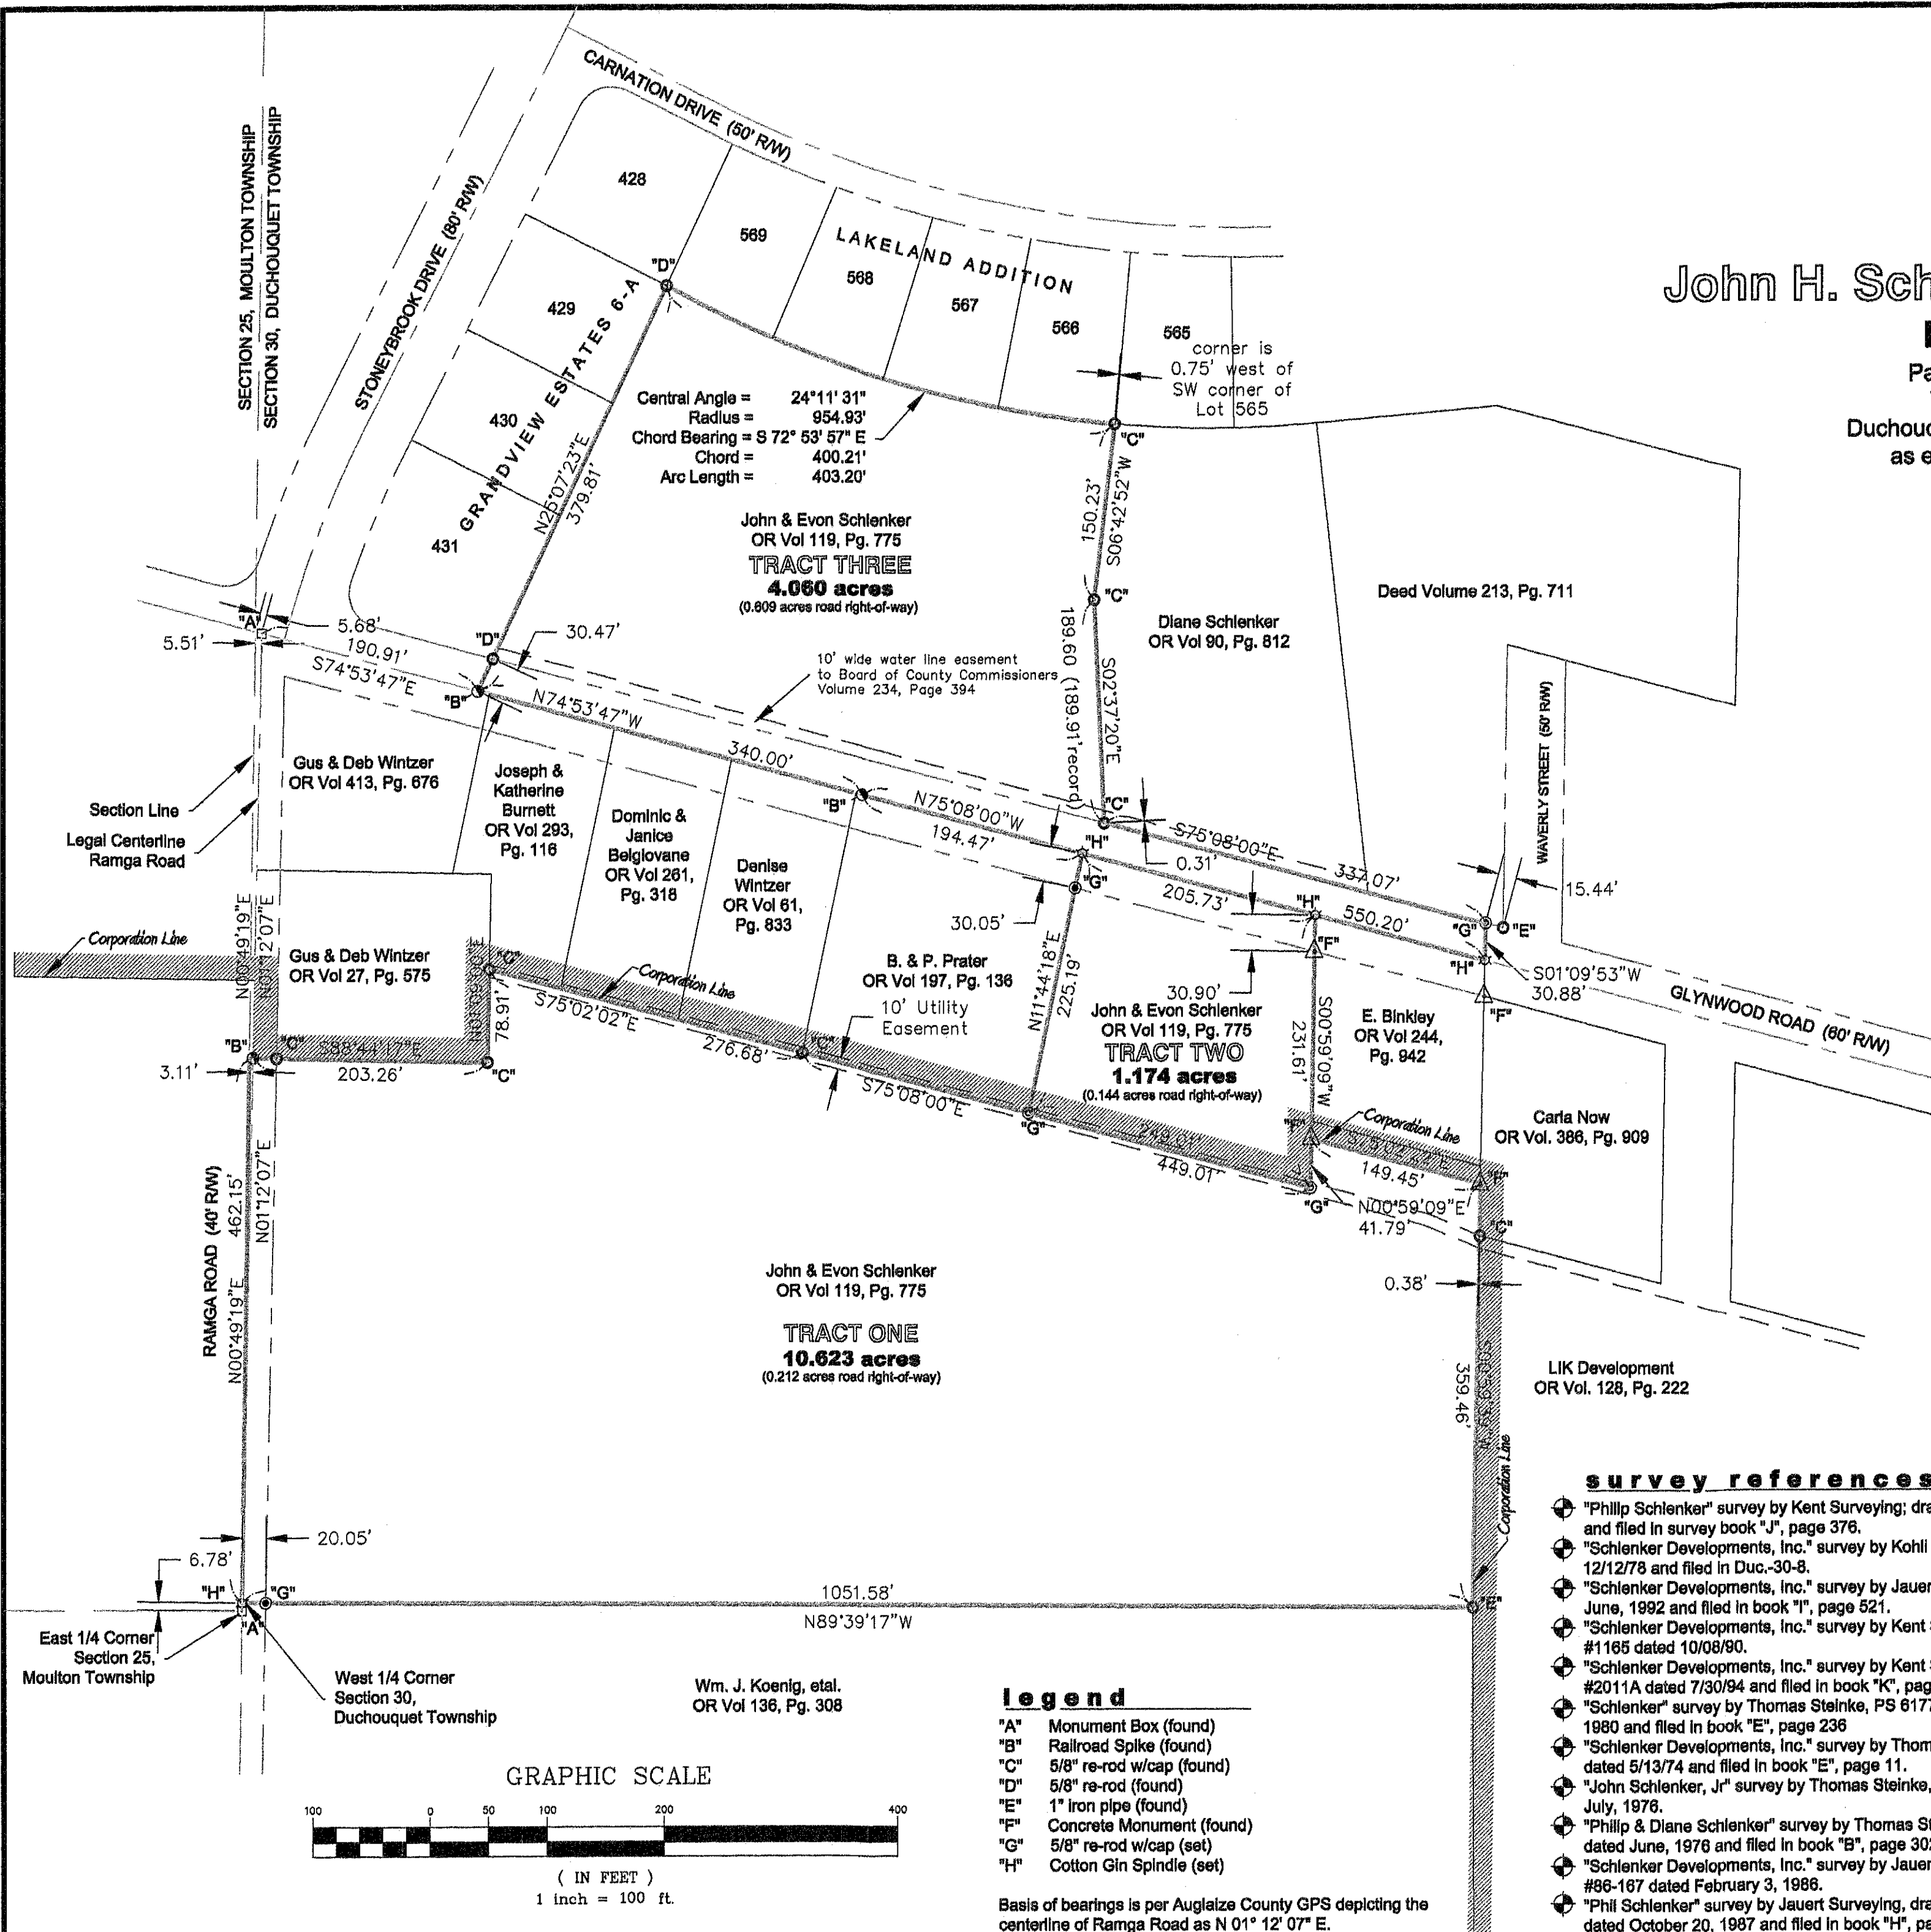 CARNATION DRIVE (50' R/W)
SECTION 25, MOULTON TOWNSHIP
SECTION 30, DUCHOUQUET TOWNSHIP
STONEYBROOK DRIVE (80' R/W)
428
569
LAKELAND ADDITION
568
567
566
565
429
430
431
GRANDVIEW ESTATES 6-A
"D"
corner is
0.75' west of
SW corner of
Lot 565
John H. Sch
Pa
Duchouq
as e
Central Angle = 24°11' 31"
Radius = 954.93'
Chord Bearing = S 72° 53' 57" E
Chord = 400.21'
Arc Length = 403.20'
N25°07'23"E
379.81'
"C"
150.23'
S06°42'52"W
John & Evon Schlenker
OR Vol 119, Pg. 775
TRACT THREE
4.060 acres
(0.609 acres road right-of-way)
"C"
Diane Schlenker
OR Vol 90, Pg. 812
Deed Volume 213, Pg. 711
189.60 (189.91' record)
S02°37'20"E
"A"
5.68'
5.51'
190.91'
S74°53'47"E
"D"
30.47'
"B"
10' wide water line easement
to Board of County Commissioners
Volume 234, Page 394
N74°53'47"W
340.00'
"B"
N75°08'00"W
194.47'
"C"
"H"
0.31'
S75°08'00"E
337.07'
WAVERLY STREET (50' R/W)
15.44'
"G"
"E"
205.73'
"H"
550.20'
"H"
"G"
30.05'
"F"
30.90'
S01°09'53"W
30.88'
"F"
GLYNWOOD ROAD (60' R/W)
Section Line
Legal Centerline
Ramga Road
Gus & Deb Wintzer
OR Vol 413, Pg. 676
Joseph &
Katherine
Burnett
OR Vol 293,
Pg. 116
Dominic &
Janice
Belglovane
OR Vol 261,
Pg. 318
Denise
Wintzer
OR Vol 61,
Pg. 833
B. & P. Prater
OR Vol 197, Pg. 136
10' Utility
Easement
N11°44'18"E
225.19'
John & Evon Schlenker
OR Vol 119, Pg. 775
TRACT TWO
1.174 acres
(0.144 acres road right-of-way)
S00°59'09"W
231.61'
E. Binkley
OR Vol 244,
Pg. 942
Carla Now
OR Vol. 386, Pg. 909
Corporation Line
N00°49'19"E
N01°12'07"E
Gus & Deb Wintzer
OR Vol 27, Pg. 575
"C"
78.91'
Corporation Line
S75°02'02"E
276.68'
"C"
S75°08'00"E
"G"
249.01'
449.01'
"F"
Corporation Line
149.45'
"F"
"G"
N00°59'09"E
41.79'
"C"
"B"
"C"
3.11'
S88°44'17"E
203.26'
"C"
RAMGA ROAD (40' R/W)
N00°49'19"E 462.15'
N01°12'07"E
John & Evon Schlenker
OR Vol 119, Pg. 775
TRACT ONE
10.623 acres
(0.212 acres road right-of-way)
0.38'
359.46'
Corporation Line
LIK Development
OR Vol. 128, Pg. 222
20.05'
6.78'
"H"
"G"
"A"
1051.58'
N89°39'17"W
"E"
East 1/4 Corner
Section 25,
Moulton Township
West 1/4 Corner
Section 30,
Duchouquet Township
Wm. J. Koenig, etal.
OR Vol 136, Pg. 308
GRAPHIC SCALE
100 0 50 100 200 400
( IN FEET )
1 inch = 100 ft.
legend
"A" Monument Box (found)
"B" Railroad Spike (found)
"C" 5/8" re-rod w/cap (found)
"D" 5/8" re-rod (found)
"E" 1" iron pipe (found)
"F" Concrete Monument (found)
"G" 5/8" re-rod w/cap (set)
"H" Cotton Gin Spindle (set)
Basis of bearings is per Auglaize County GPS depicting the
centerline of Ramga Road as N 01° 12' 07" E.
survey references
"Philip Schlenker" survey by Kent Surveying; dra
and filed in survey book "J", page 376.
"Schlenker Developments, Inc." survey by Kohli
12/12/78 and filed in Duc.-30-8.
"Schlenker Developments, Inc." survey by Jauer
June, 1992 and filed in book "I", page 521.
"Schlenker Developments, Inc." survey by Kent
#1165 dated 10/08/90.
"Schlenker Developments, Inc." survey by Kent
#2011A dated 7/30/94 and filed in book "K", pag
"Schlenker" survey by Thomas Steinke, PS 6177
1980 and filed in book "E", page 236
"Schlenker Developments, Inc." survey by Thom
dated 5/13/74 and filed in book "E", page 11.
"John Schlenker, Jr" survey by Thomas Steinke,
July, 1976.
"Philip & Diane Schlenker" survey by Thomas St
dated June, 1976 and filed in book "B", page 302
"Schlenker Developments, Inc." survey by Jauer
#86-167 dated February 3, 1986.
"Phil Schlenker" survey by Jauert Surveying, dra
dated October 20, 1987 and filed in book "H", pa